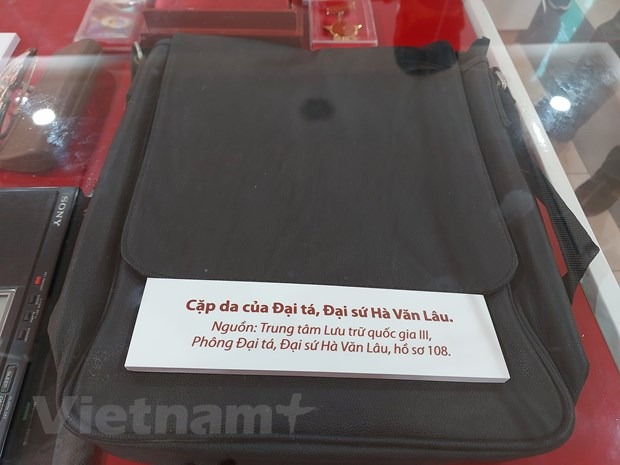 SONY
Cặp da của Đại tá, Đại sứ Hà Văn Lâu.
Nguồn: Trung tâm Lưu trữ quốc gia III,
Phông Đại tá, Đại sứ Hà Văn Lâu, hồ sơ 108.
Vietnam+